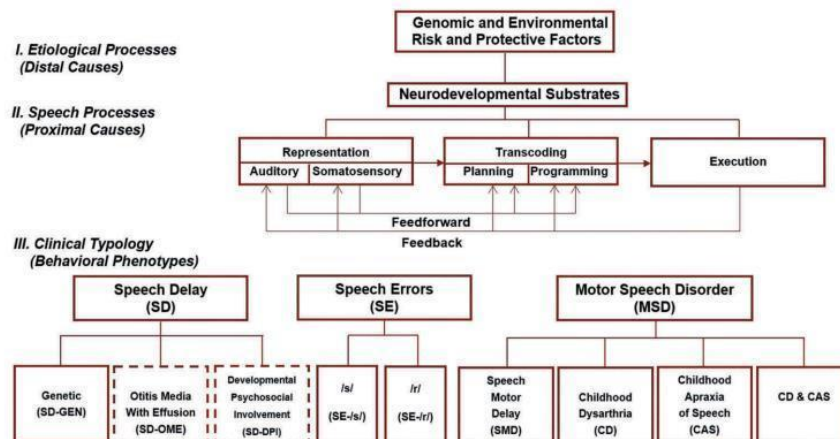 Genomic and Environmental
Risk and Protective Factors
I. Etiological Processes
(Distal Causes)
Neurodevelopmental Substrates
II. Speech Processes
(Proximal Causes)
Representation
Auditory
Somatosensory
Transcoding
Planning
Programming
Execution
Feedforward
Feedback
III. Clinical Typology
(Behavioral Phenotypes)
Speech Delay
(SD)
Speech Errors
(SE)
Motor Speech Disorder
(MSD)
Genetic
(SD-GEN)
Otitis Media
With Effusion
(SD-OME)
Developmental
Psychosocial
Involvement
(SD-DPI)
/s/
(SE-/s/)
/r/
(SE-/r/)
Speech
Motor
Delay
(SMD)
Childhood
Dysarthria
(CD)
Childhood
Apraxia
of Speech
(CAS)
CD & CAS